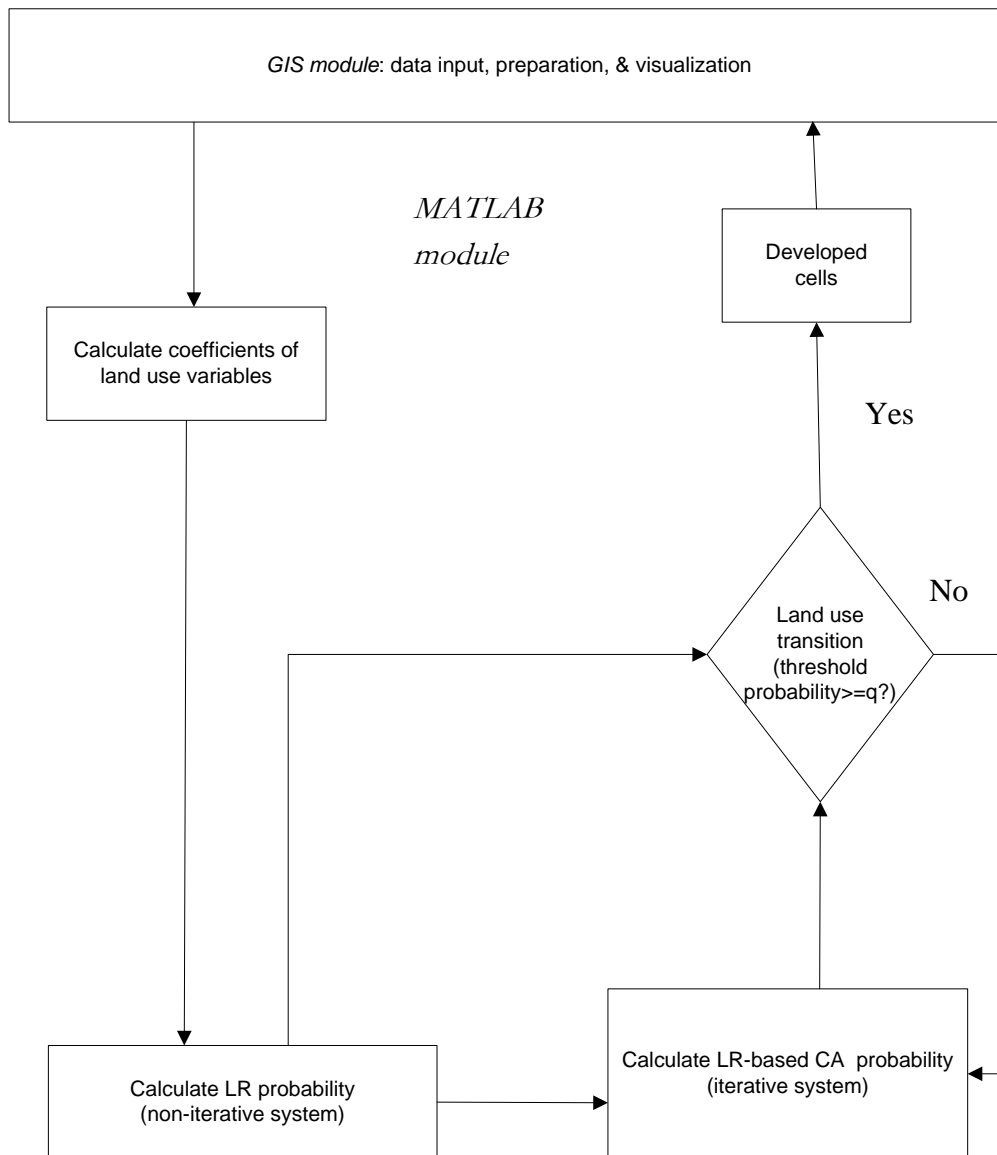 GIS module: data input, preparation, & visualization
MATLAB
module
Developed
cells
Calculate coefficients of
land use variables
Yes
No
Land use
transition
(threshold
probability>=q?)
Calculate LR probability
(non-iterative system)
Calculate LR-based CA probability
(iterative system)